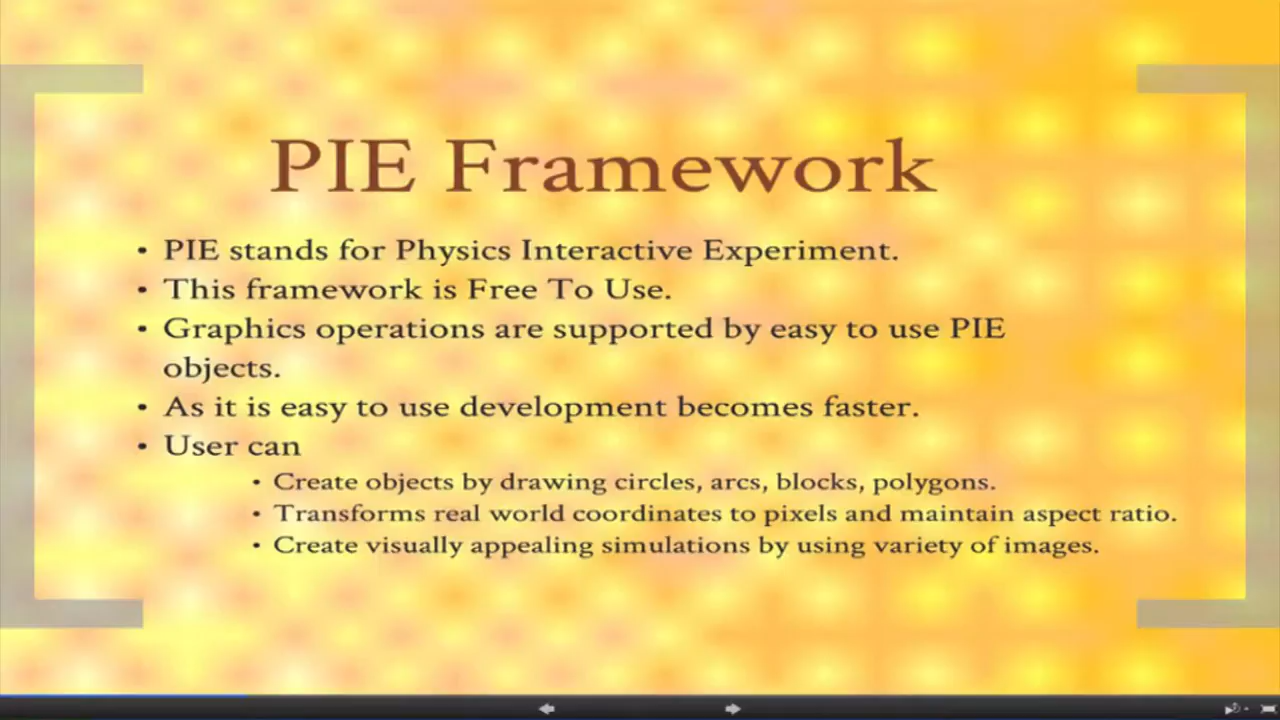 PIE Framework
• PIE stands for Physics Interactive Experiment.
• This framework is Free To Use.
• Graphics operations are supported by easy to use PIE
objects.
• As it is easy to use development becomes faster.
• User can
• Create objects by drawing circles, arcs, blocks, polygons.
• Transforms real world coordinates to pixels and maintain aspect ratio.
• Create visually appealing simulations by using variety of images.